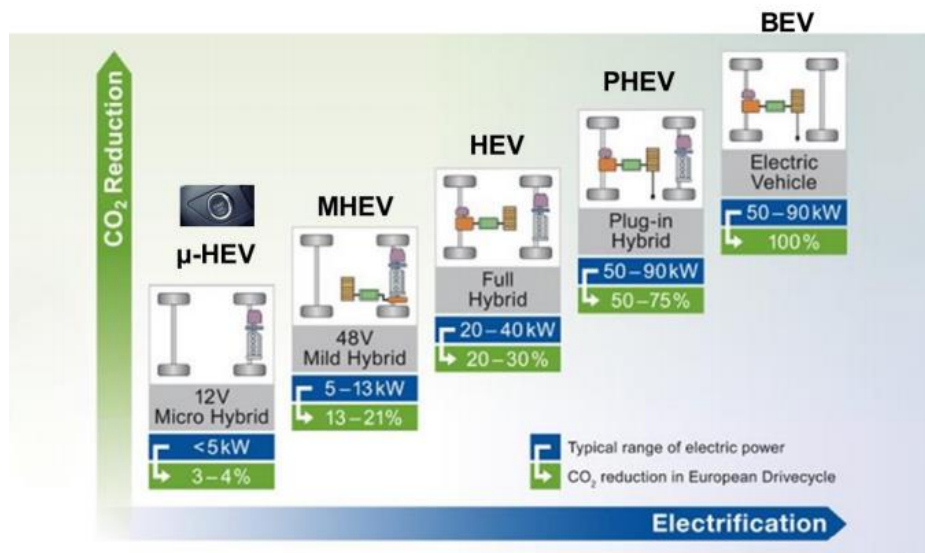 BEV
PHEV
HEV
MHEV
µ-HEV
CO₂ Reduction
12V
Micro Hybrid
<5kW
3–4%
48V
Mild Hybrid
5–13kW
13–21%
Full
Hybrid
20–40kW
20–30%
Plug-in
Hybrid
50–90kW
50–75%
Electric
Vehicle
50–90kW
100%
Typical range of electric power
CO₂ reduction in European Drivecycle
Electrification